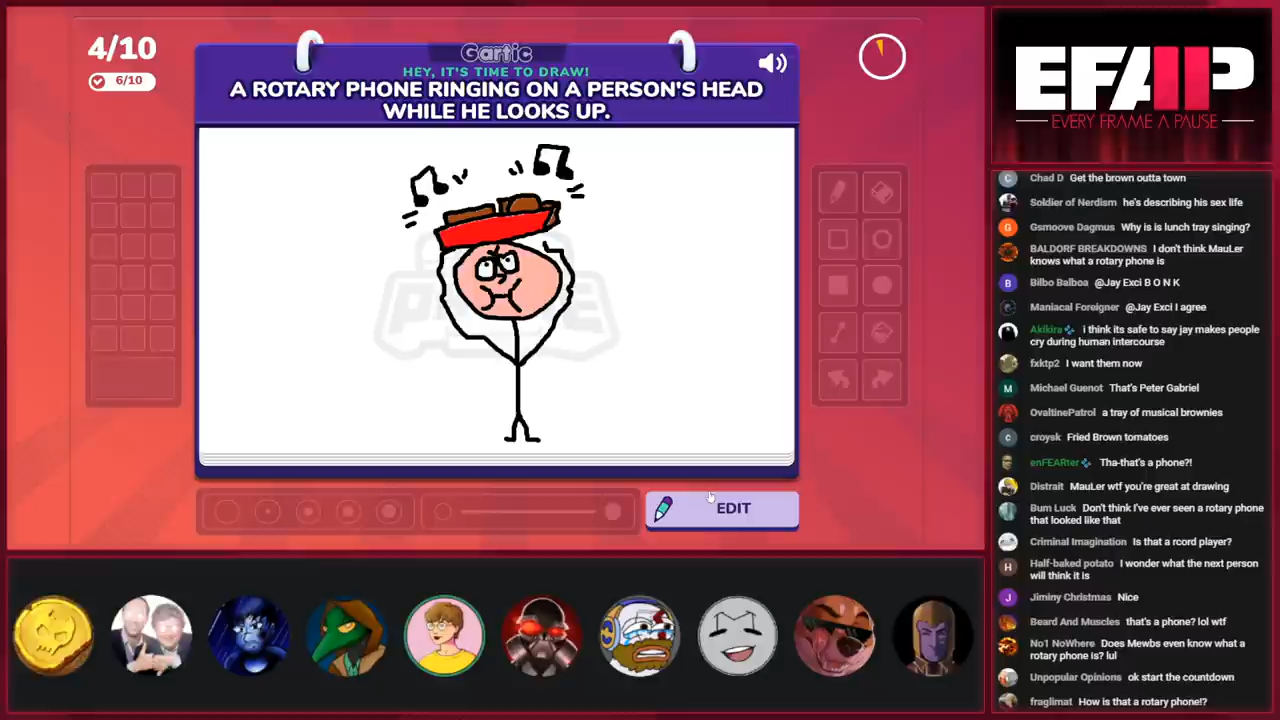 4/10
6/10
Gartic
HEY, IT'S TIME TO DRAW!
A ROTARY PHONE RINGING ON A PERSON'S HEAD
WHILE HE LOOKS UP.
PHONE
EDIT
EFAP
EVERY FRAME A PAUSE
Chad D Get the brown outta town
Soldier of Nerdism he's describing his sex life
Gsmoove Dagmus Why is is lunch tray singing?
BALDORF BREAKDOWNS I don't think MauLer
knows what a rotary phone is
Bilbo Balboa @Jay Exci B O N K
Maniacal Foreigner @Jay Exci I agree
Akikira i think its safe to say jay makes people
cry during human intercourse
fxktp2 I want them now
Michael Guenot That's Peter Gabriel
OvaltinePatrol a tray of musical brownies
croysk Fried Brown tomatoes
enFEARter Tha-that's a phone?!
Distrait MauLer wtf you're great at drawing
Bum Luck Don't think I've ever seen a rotary phone
that looked like that
Criminal Imagination Is that a rcord player?
Half-baked potato I wonder what the next person
will think it is
Jiminy Christmas Nice
Beard And Muscles that's a phone? lol wtf
No1 NoWhere Does Mewbs even know what a
rotary phone is? lul
Unpopular Opinions ok start the countdown
fraglimat How is that a rotary phone!?